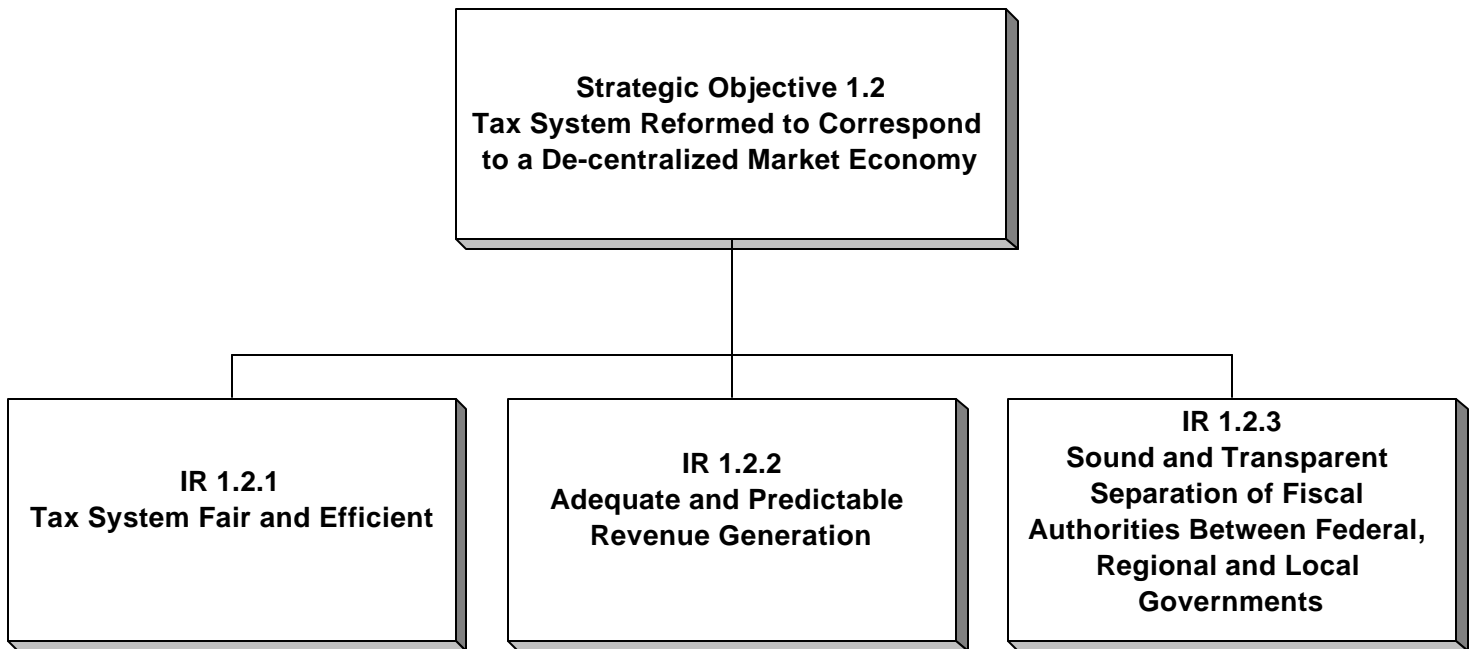 Strategic Objective 1.2
Tax System Reformed to Correspond
to a De-centralized Market Economy
IR 1.2.1
Tax System Fair and Efficient
IR 1.2.2
Adequate and Predictable
Revenue Generation
IR 1.2.3
Sound and Transparent
Separation of Fiscal
Authorities Between Federal,
Regional and Local
Governments